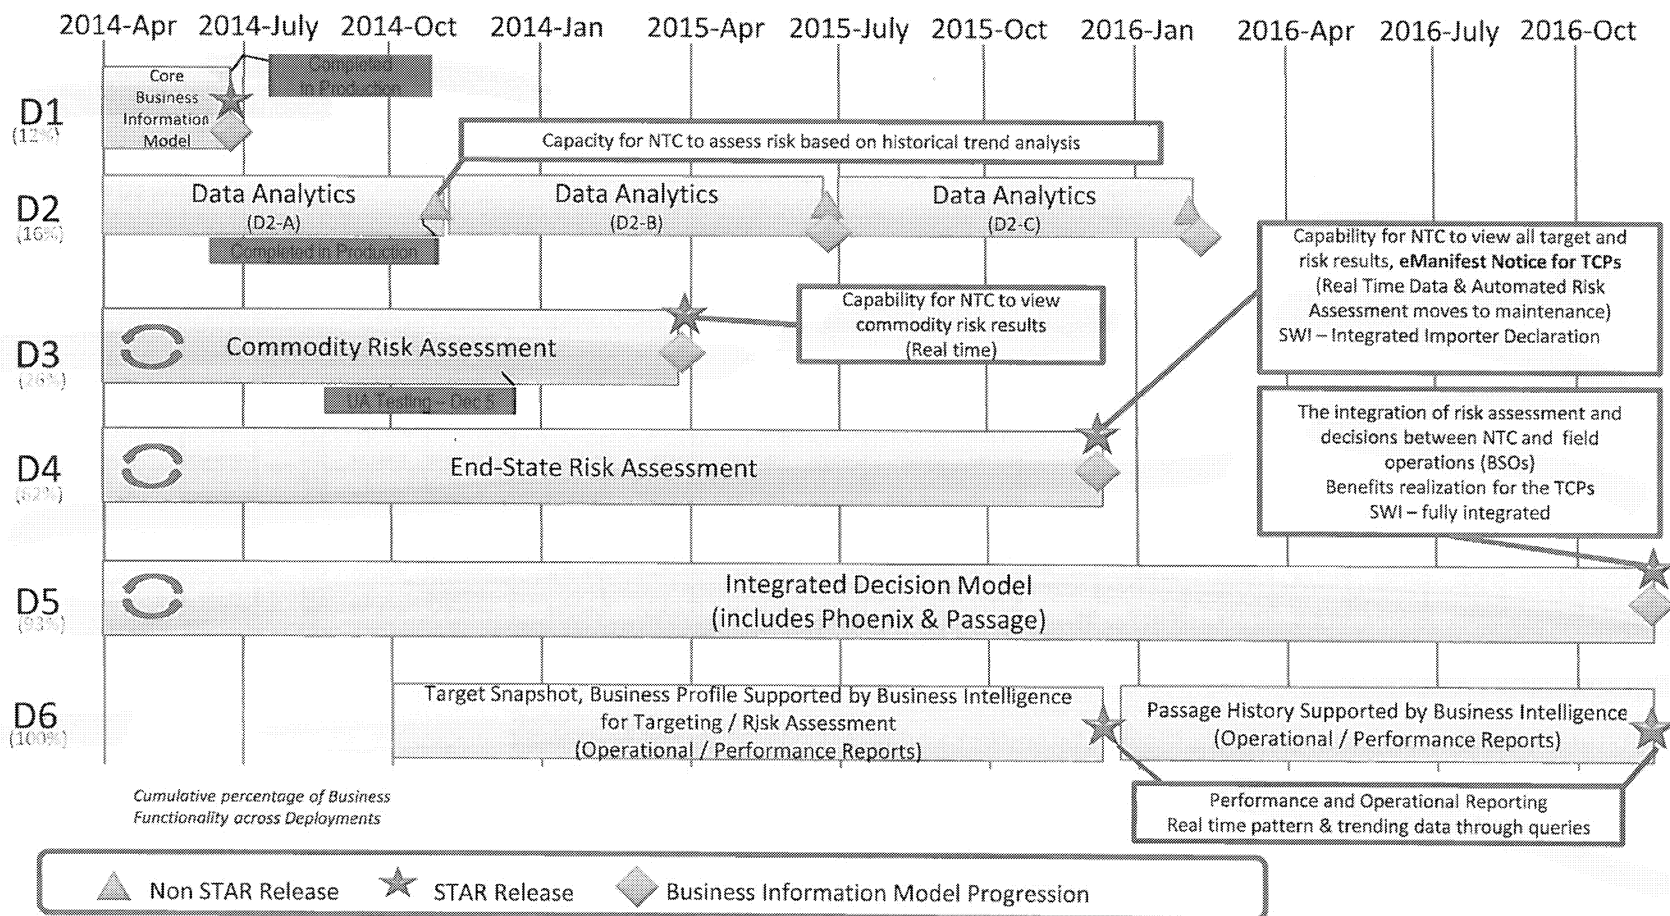 2014-Apr 2014-July 2014-Oct 2014-Jan 2015-Apr 2015-July 2015-Oct 2016-Jan 2016-Apr 2016-July 2016-Oct
D1
(12%)
Core
Business
Information
Model
Completed
in Production
Capacity for NTC to assess risk based on historical trend analysis
D2
(16%)
Data Analytics
(D2-A)
Data Analytics
(D2-B)
Data Analytics
(D2-C)
Completed in Production
Capability for NTC to view all target and
risk results, eManifest Notice for TCPs
(Real Time Data & Automated Risk
Assessment moves to maintenance)
SWI – Integrated Importer Declaration
D3
(26%)
Commodity Risk Assessment
Capability for NTC to view
commodity risk results
(Real time)
UA Testing – Dec 5
The integration of risk assessment and
decisions between NTC and field
operations (BSOs)
Benefits realization for the TCPs
SWI – fully integrated
D4
(82%)
End-State Risk Assessment
D5
(93%)
Integrated Decision Model
(includes Phoenix & Passage)
D6
(100%)
Target Snapshot, Business Profile Supported by Business Intelligence
for Targeting / Risk Assessment
(Operational / Performance Reports)
Passage History Supported by Business Intelligence
(Operational / Performance Reports)
Cumulative percentage of Business
Functionality across Deployments
Performance and Operational Reporting
Real time pattern & trending data through queries
Non STAR Release STAR Release Business Information Model Progression